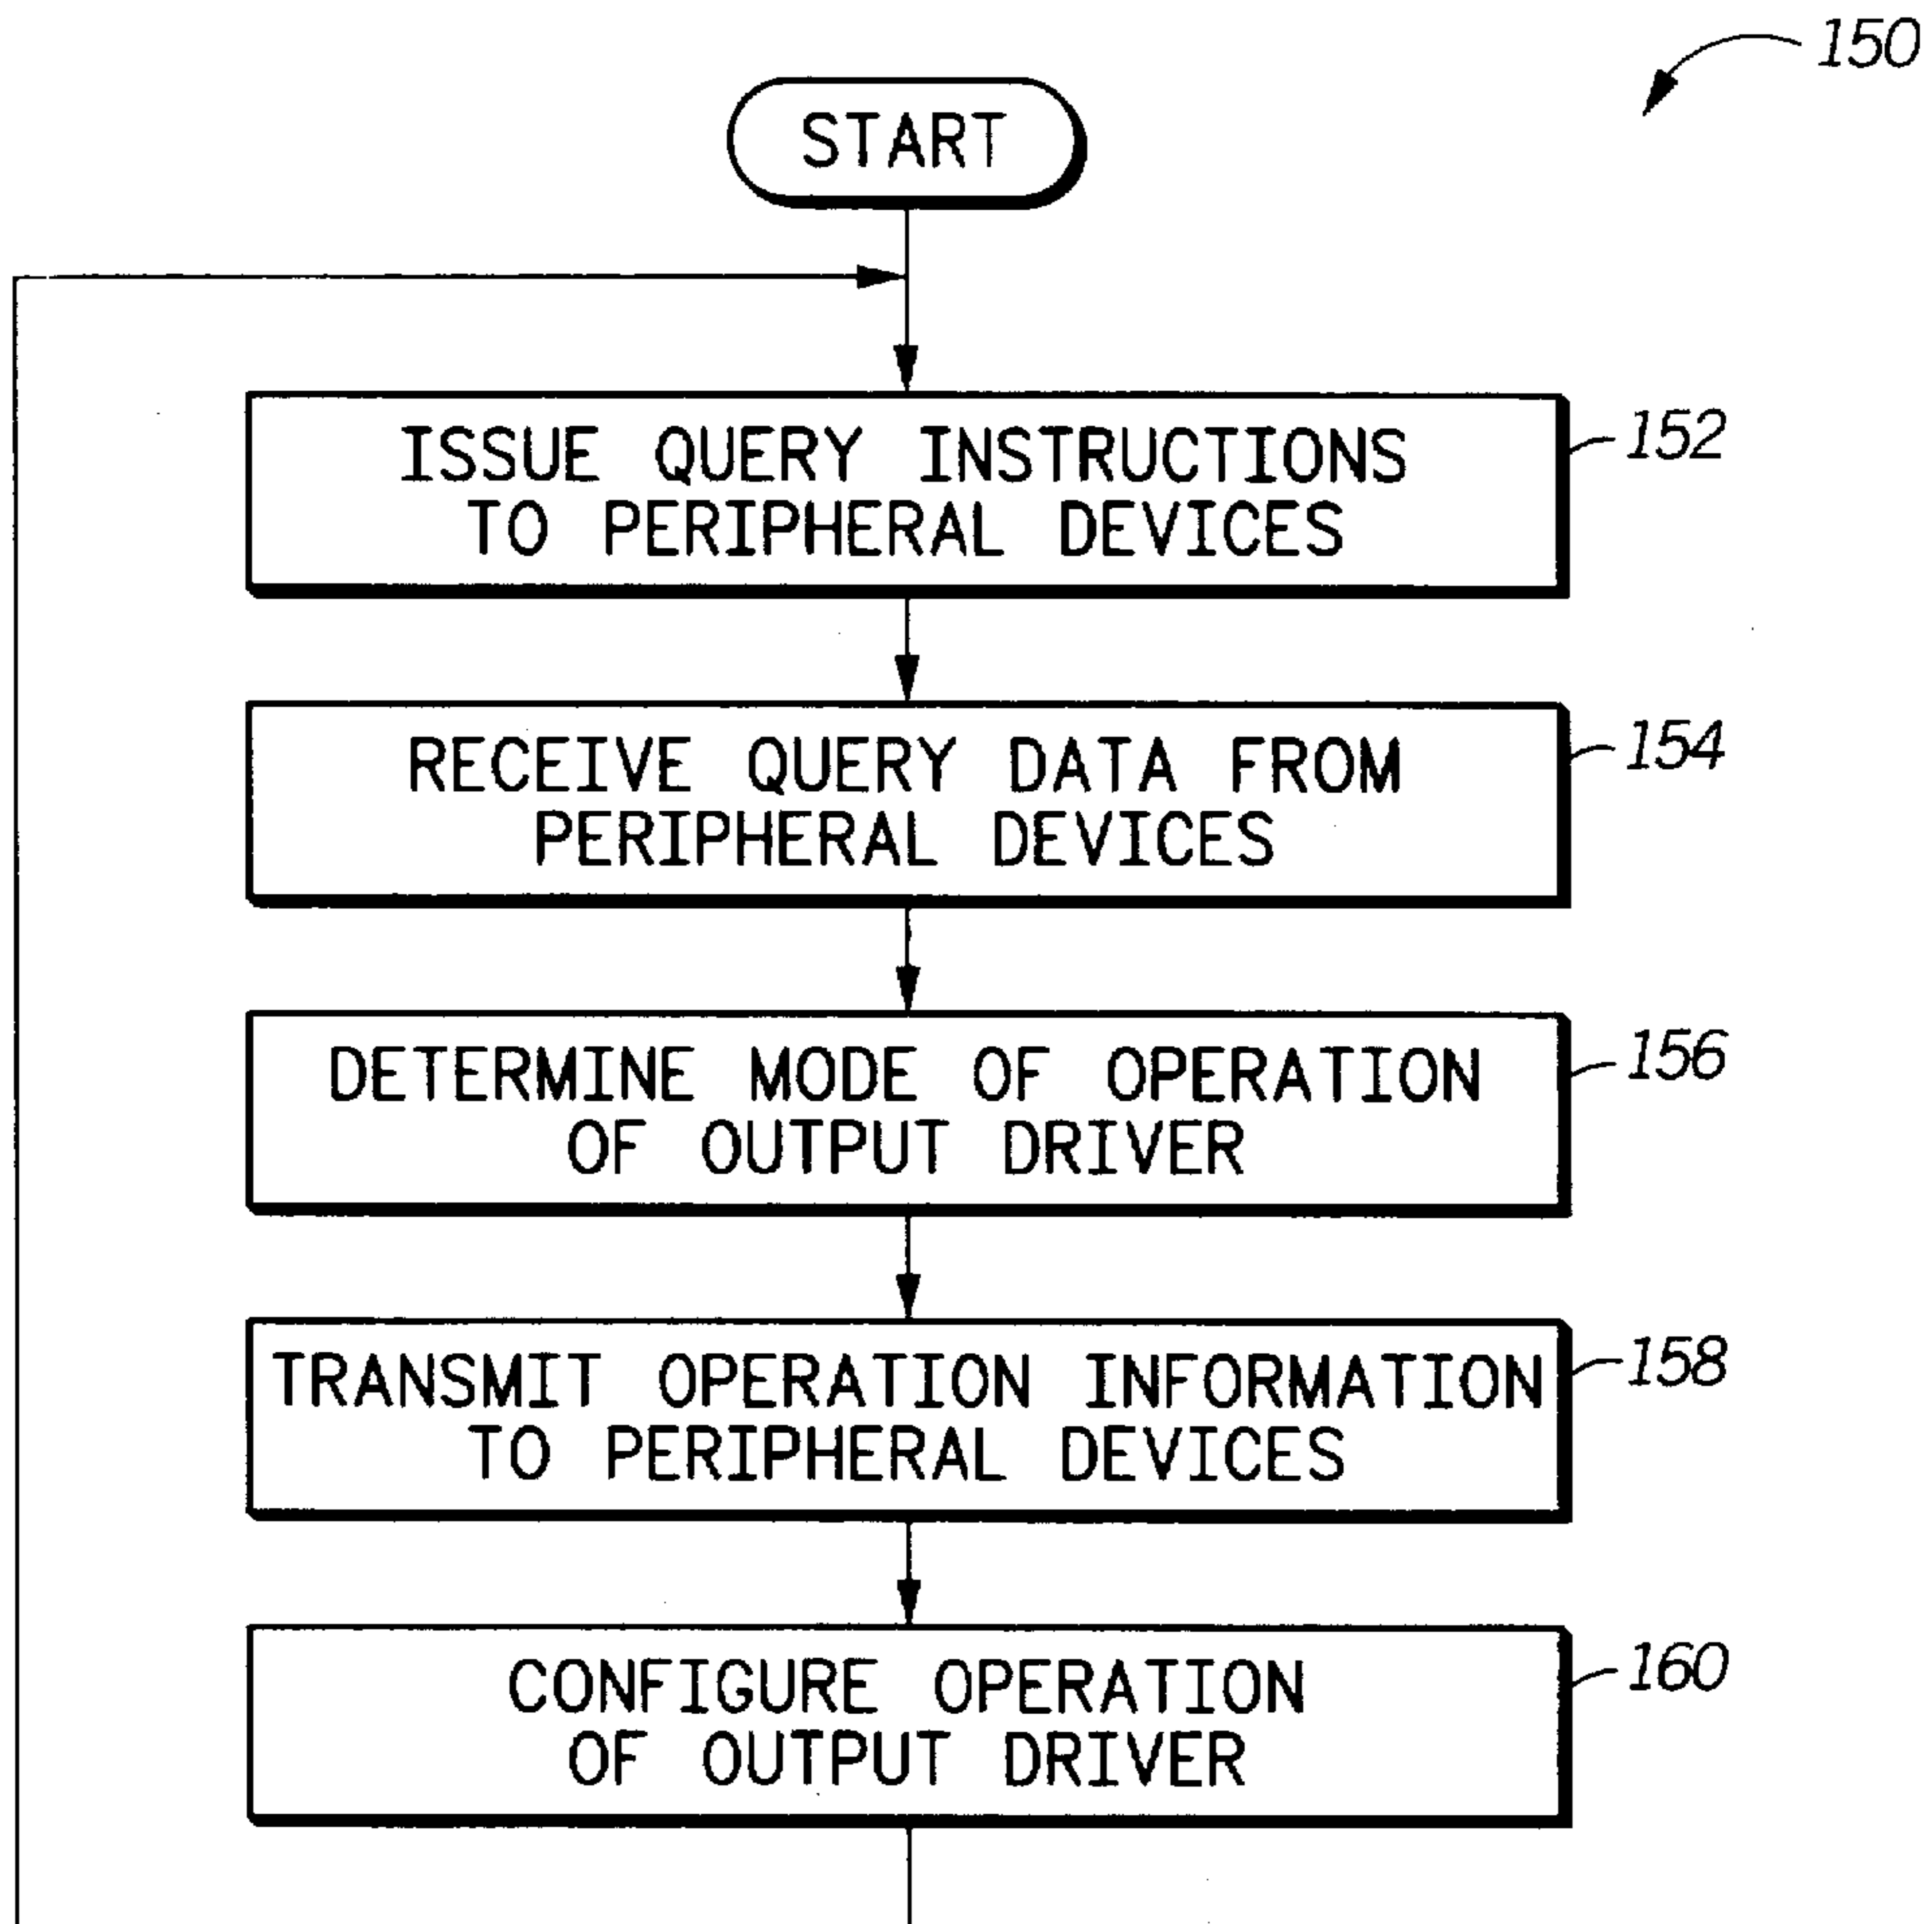 150
START
ISSUE QUERY INSTRUCTIONS
TO PERIPHERAL DEVICES
152
RECEIVE QUERY DATA FROM
PERIPHERAL DEVICES
154
DETERMINE MODE OF OPERATION
OF OUTPUT DRIVER
156
TRANSMIT OPERATION INFORMATION
TO PERIPHERAL DEVICES
158
CONFIGURE OPERATION
OF OUTPUT DRIVER
160